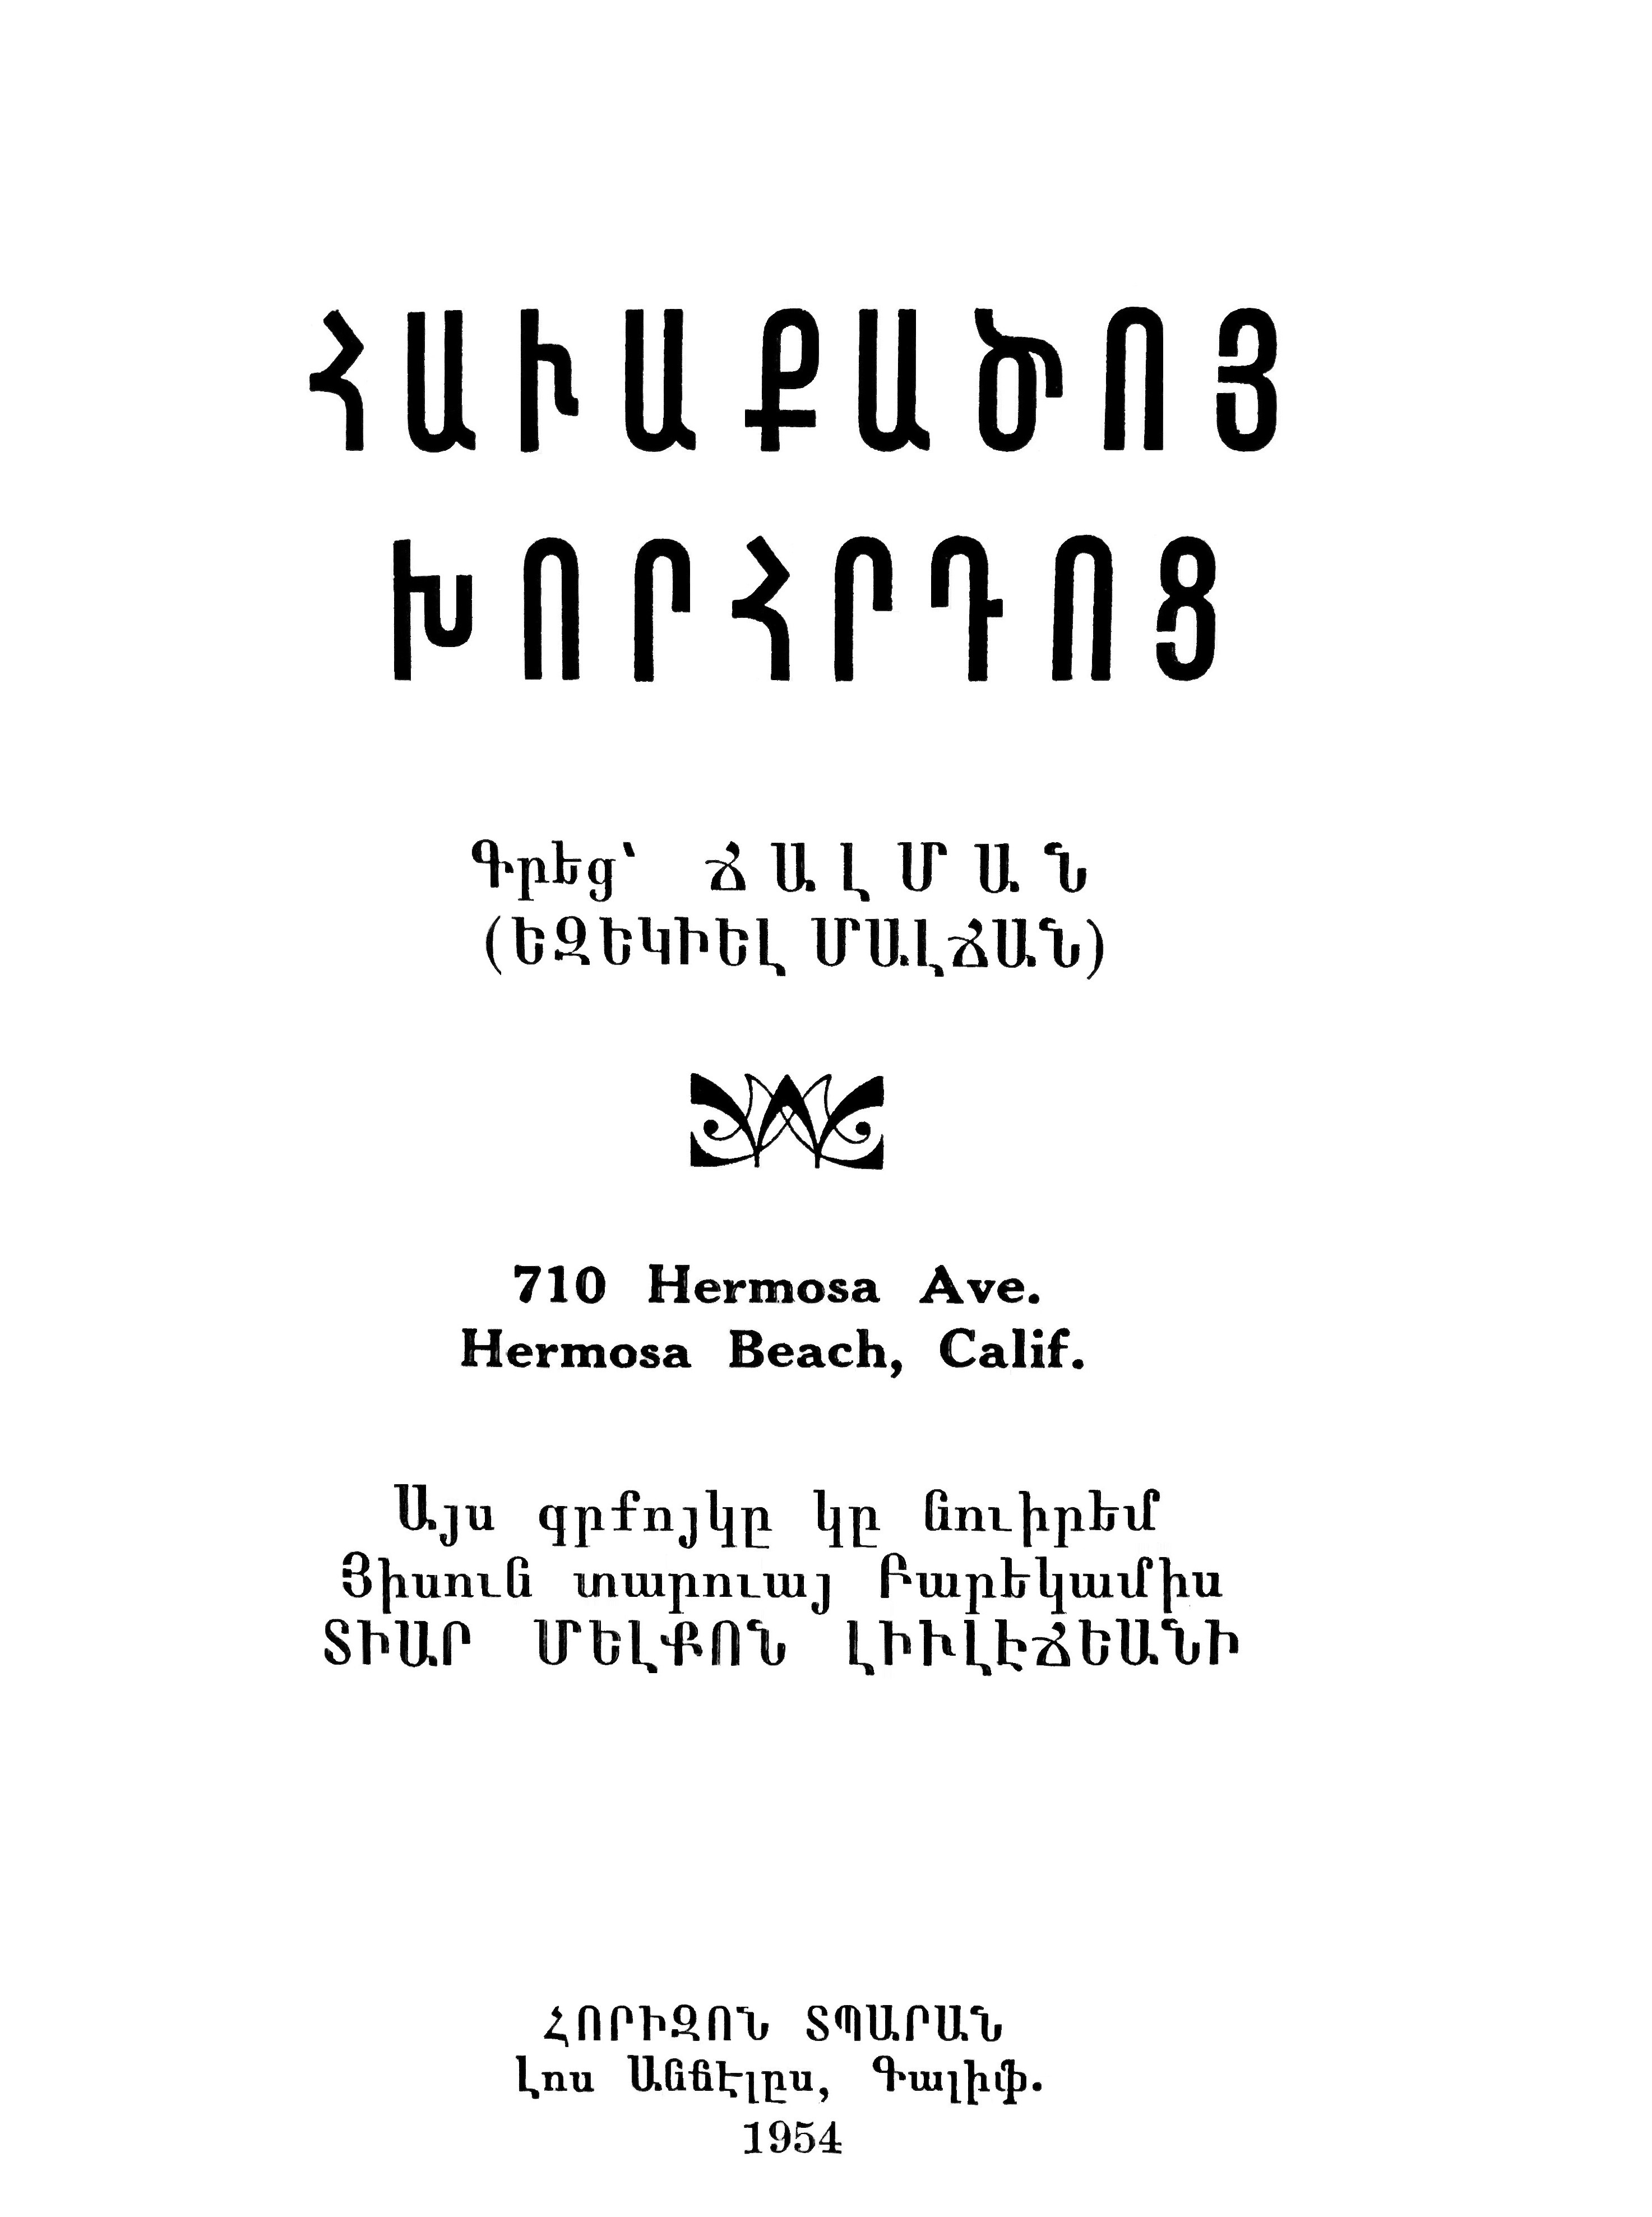 ՀԱՒԱՔԱԾՈՅ
ԽՈՐՀՐԴՈՑ
Գրեց՝ ՃԱԼՄԱՆ
(ԵԶԵԿԻԵԼ ՄԱԼՃԱՆ)
710 Hermosa Ave.
Hermosa Beach, Calif.
Այս գրքոյկը կը նուիրեմ
Յիսուն տարուայ Բարեկամիս
ՏԻԱՐ ՄԵԼՔՈՆ ԼԻՒԼԷՃԵԱՆԻ
ՀՈՐԻԶՈՆ ՏՊԱՐԱՆ
Լոս Անճէլըս, Գալիֆ.
1954